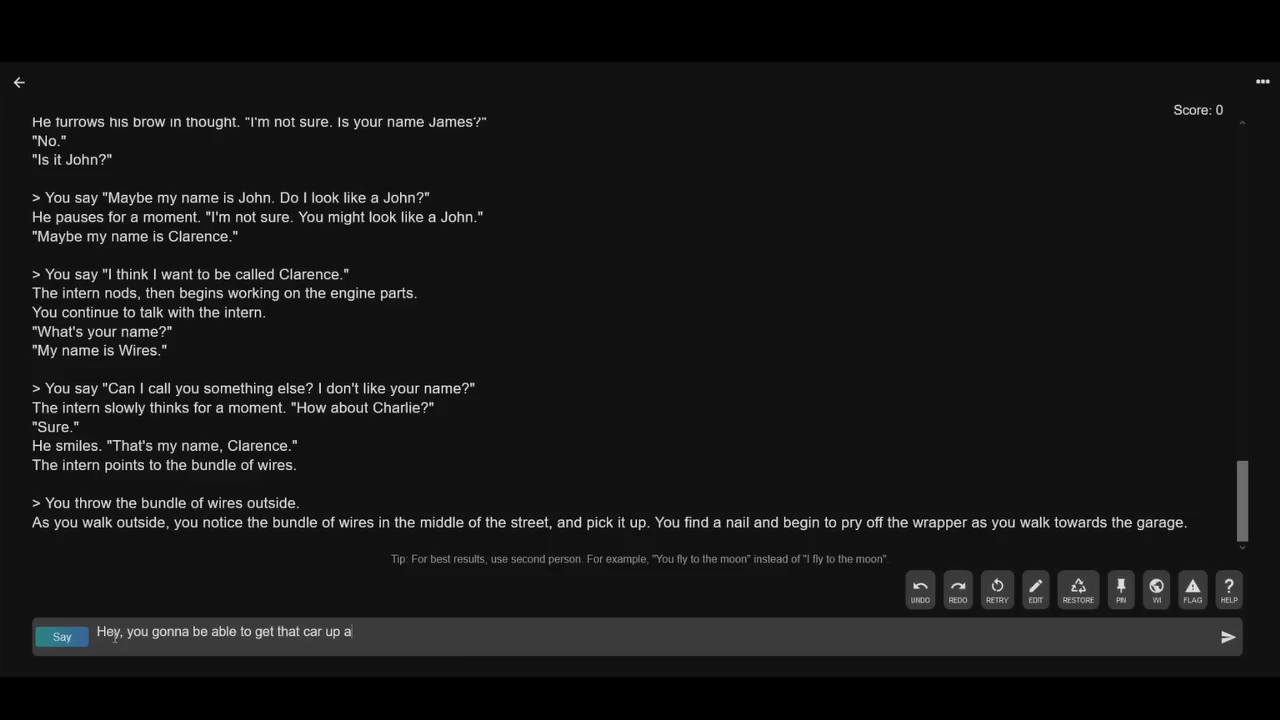 Score: 0
He furrows his brow in thought. "I'm not sure. Is your name James?"
"No."
"Is it John?"
> You say "Maybe my name is John. Do I look like a John?"
He pauses for a moment. "I'm not sure. You might look like a John."
"Maybe my name is Clarence."
> You say "I think I want to be called Clarence."
The intern nods, then begins working on the engine parts.
You continue to talk with the intern.
"What's your name?"
"My name is Wires."
> You say "Can I call you something else? I don't like your name?"
The intern slowly thinks for a moment. "How about Charlie?"
"Sure."
He smiles. "That's my name, Clarence."
The intern points to the bundle of wires.
> You throw the bundle of wires outside.
As you walk outside, you notice the bundle of wires in the middle of the street, and pick it up. You find a nail and begin to pry off the wrapper as you walk towards the garage.
Tip: For best results, use second person. For example, "You fly to the moon" instead of "I fly to the moon".
UNDO REDO RETRY EDIT RESTORE PIN WI FLAG HELP
Say Hey, you gonna be able to get that car up a